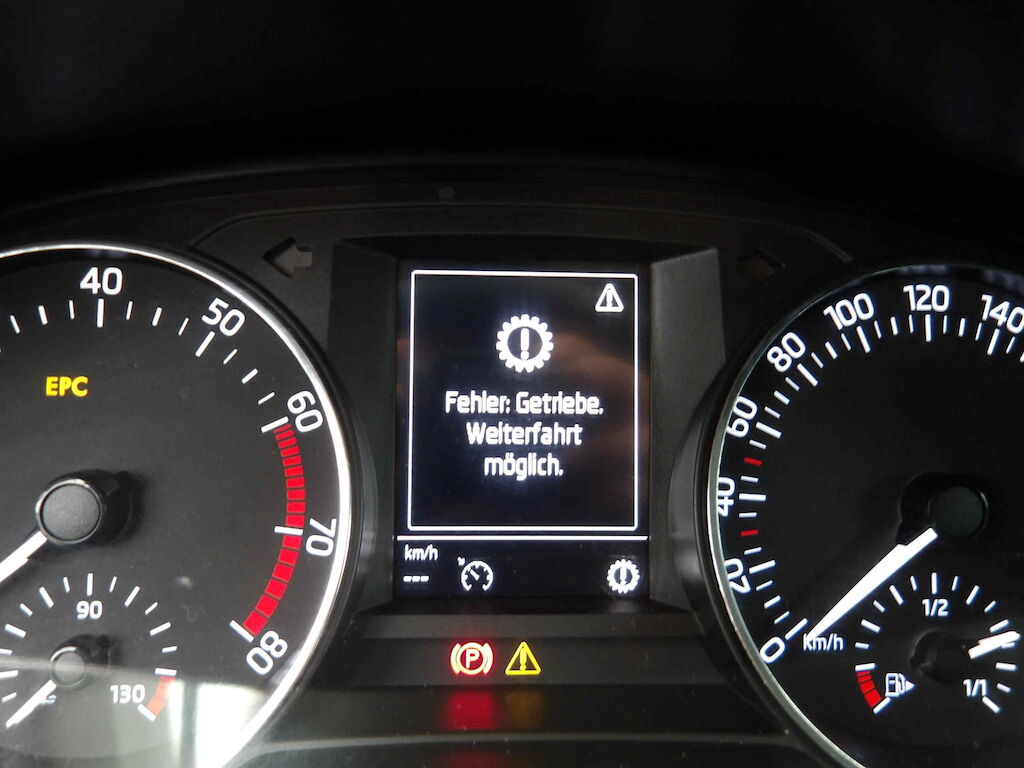 40
50
60
70
80
EPC
90
130
Fehler: Getriebe.
Weiterfahrt
möglich.
km/h
---
P
0
20
40
60
80
100
120
140
km/h
1/2
1/1